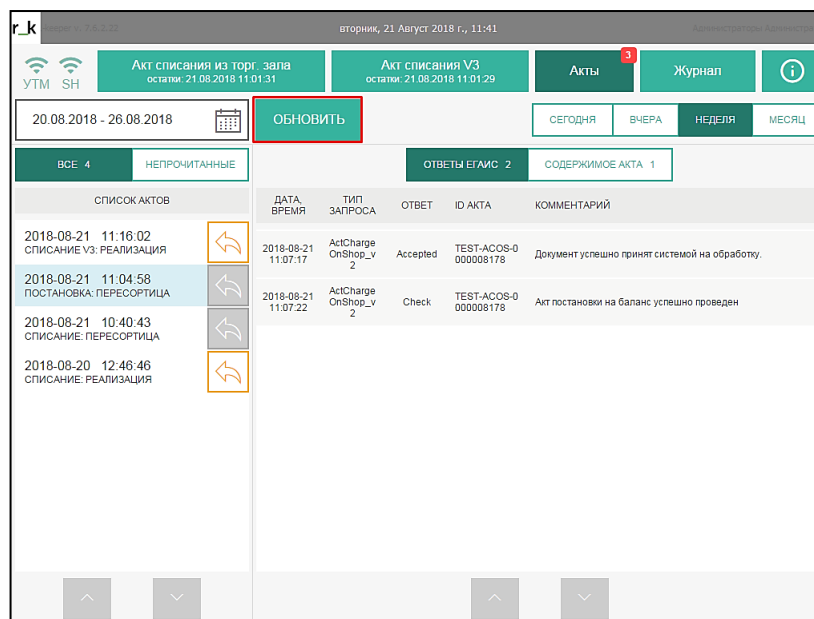 r_k
keeper v. 7.6.2.22
вторник, 21 Август 2018 г., 11:41
УТМ SH
Акт списания из торг. зала
остатки: 21.08.2018 11:01:31
Акт списания V3
остатки: 21.08.2018 11:01:29
Акты
3
Журнал
20.08.2018 - 26.08.2018
ОБНОВИТЬ
СЕГОДНЯ ВЧЕРА НЕДЕЛЯ МЕСЯЦ
ВСЕ 4 НЕПРОЧИТАННЫЕ
ОТВЕТЫ ЕГАИС 2 СОДЕРЖИМОЕ АКТА 1
СПИСОК АКТОВ
2018-08-21 11:16:02
СПИСАНИЕ V3: РЕАЛИЗАЦИЯ
2018-08-21 11:04:58
ПОСТАНОВКА: ПЕРЕСОРТИЦА
2018-08-21 10:40:43
СПИСАНИЕ: ПЕРЕСОРТИЦА
2018-08-20 12:46:46
СПИСАНИЕ: РЕАЛИЗАЦИЯ
ДАТА, ВРЕМЯ
ТИП ЗАПРОСА
ОТВЕТ
ID АКТА
КОММЕНТАРИЙ
2018-08-21
11:07:17
ActCharge
OnShop_v
2
Accepted
TEST-ACOS-0
000008178
Документ успешно принят системой на обработку.
2018-08-21
11:07:22
ActCharge
OnShop_v
2
Check
TEST-ACOS-0
000008178
Акт постановки на баланс успешно проведен